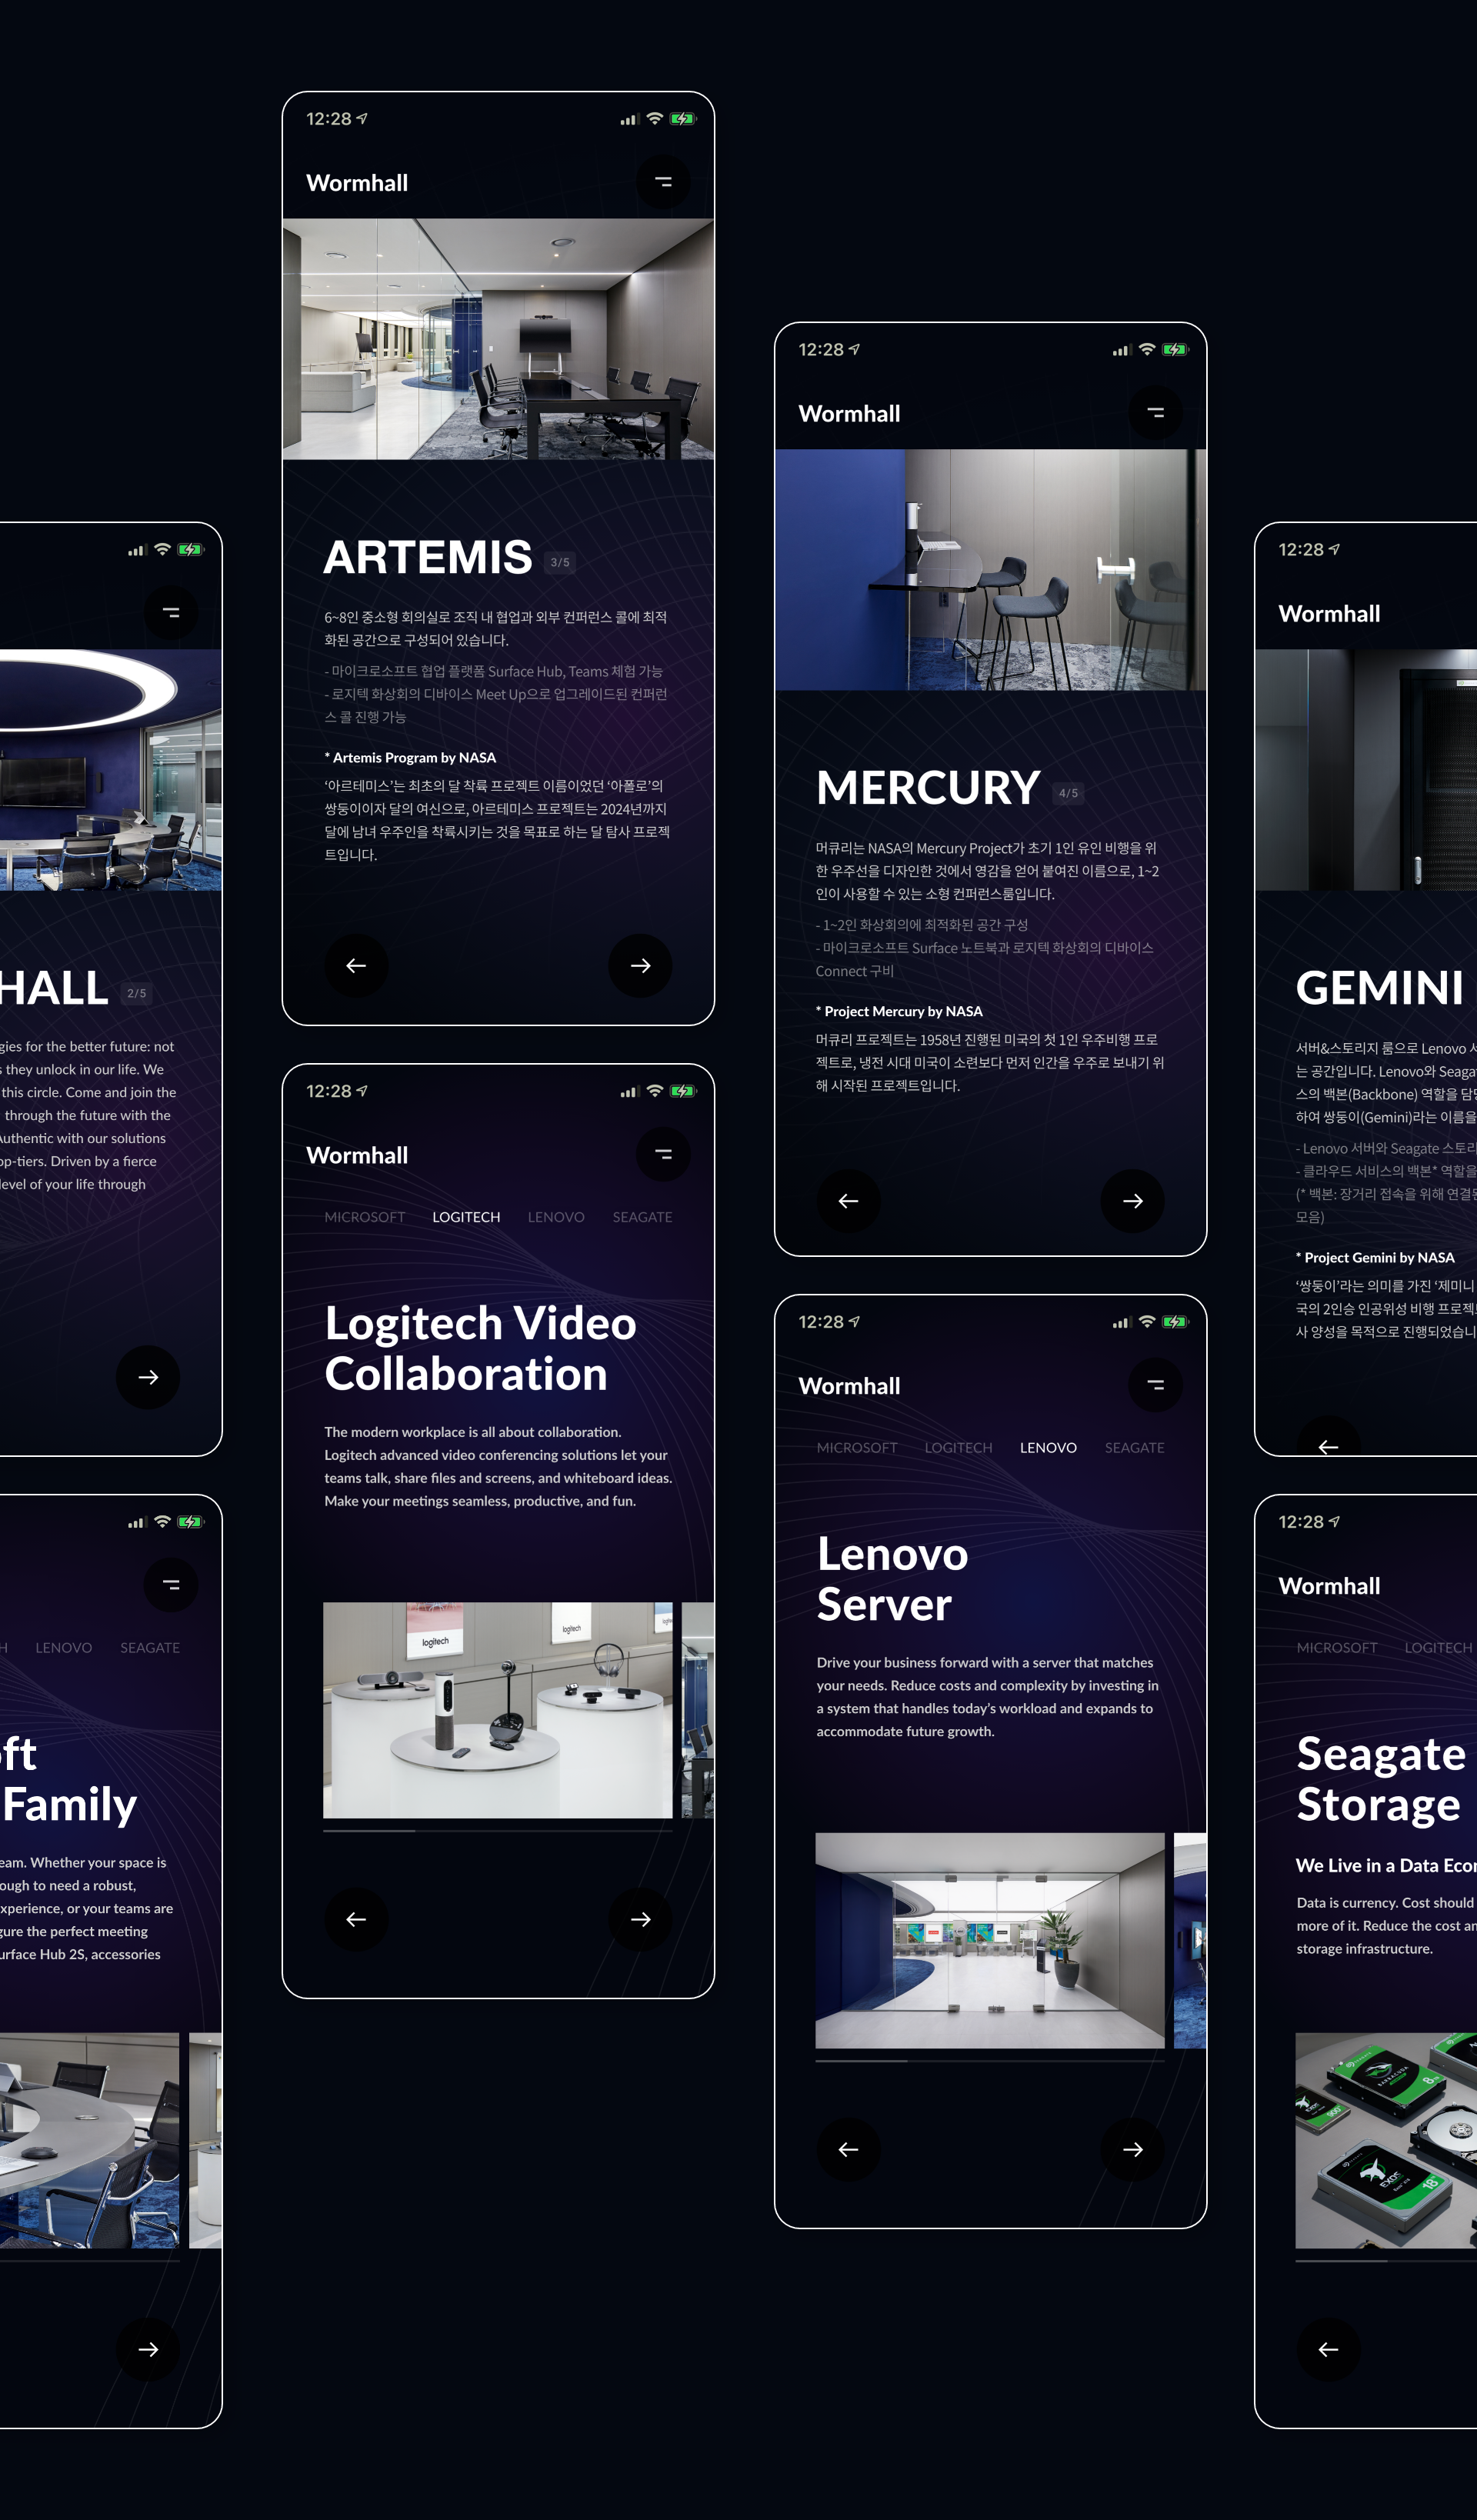 12:28
Wormhall
ARTEMIS 3/5
6~8인 중소형 회의실로 조직 내 협업과 외부 컨퍼런스 콜에 최적
화된 공간으로 구성되어 있습니다.
- 마이크로소프트 협업 플랫폼 Surface Hub, Teams 체험 가능
- 로지텍 화상회의 디바이스 Meet Up으로 업그레이드된 컨퍼런
스 콜 진행 가능
* Artemis Program by NASA
‘아르테미스’는 최초의 달 착륙 프로젝트 이름이었던 ‘아폴로’의
쌍둥이이자 달의 여신으로, 아르테미스 프로젝트는 2024년까지
달에 남녀 우주인을 착륙시키는 것을 목표로 하는 달 탐사 프로젝
트입니다.
12:28
Wormhall
MERCURY 4/5
머큐리는 NASA의 Mercury Project가 초기 1인 유인 비행을 위
한 우주선을 디자인한 것에서 영감을 얻어 붙여진 이름으로, 1~2
인이 사용할 수 있는 소형 컨퍼런스룸입니다.
- 1~2인 화상회의에 최적화된 공간 구성
- 마이크로소프트 Surface 노트북과 로지텍 화상회의 디바이스
Connect 구비
* Project Mercury by NASA
머큐리 프로젝트는 1958년 진행된 미국의 첫 1인 우주비행 프로
젝트로, 냉전 시대 미국이 소련보다 먼저 인간을 우주로 보내기 위
해 시작된 프로젝트입니다.
HALL 2/5
gies for the better future: not
s they unlock in our life. We
this circle. Come and join the
through the future with the
Authentic with our solutions
op-tiers. Driven by a fierce
level of your life through
12:28
Wormhall
GEMINI
서버&스토리지 룸으로 Lenovo
는 공간입니다. Lenovo와 Seagat
스의 백본(Backbone) 역할을
하여 쌍둥이(Gemini)라는 이름을
- Lenovo 서버와 Seagate 스토리
- 클라우드 서비스의 백본* 역할을
(* 백본: 장거리 접속을 위해
모음)
* Project Gemini by NASA
‘쌍둥이’라는 의미를 가진 ‘제미니
국의 2인승 인공위성 비행 프로젝
사 양성을 목적으로 진행되었습니
12:28
Wormhall
MICROSOFT LOGITECH LENOVO SEAGATE
Logitech Video
Collaboration
The modern workplace is all about collaboration.
Logitech advanced video conferencing solutions let your
teams talk, share files and screens, and whiteboard ideas.
Make your meetings seamless, productive, and fun.
logitech
logitech
12:28
Wormhall
MICROSOFT LOGITECH LENOVO SEAGATE
Lenovo
Server
Drive your business forward with a server that matches
your needs. Reduce costs and complexity by investing in
a system that handles today’s workload and expands to
accommodate future growth.
H LENOVO SEAGATE
oft
Family
eam. Whether your space is
ough to need a robust,
xperience, or your teams are
gure the perfect meeting
urface Hub 2S, accessories
12:28
Wormhall
MICROSOFT LOGITECH
Seagate
Storage
We Live in a Data Econ
Data is currency. Cost should
more of it. Reduce the cost an
storage infrastructure.
BARRACUDA
8
EXOS
18